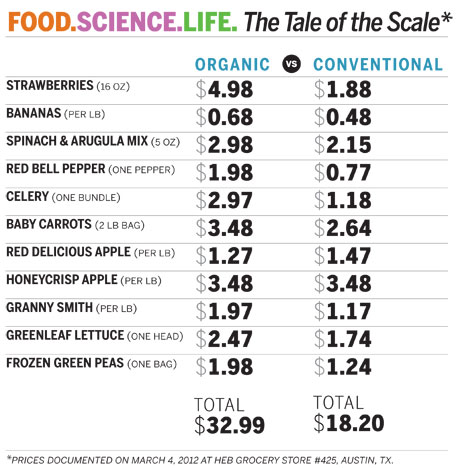 FOOD.SCIENCE.LIFE. The Tale of the Scale*
ORGANIC VS CONVENTIONAL
STRAWBERRIES (16 OZ) $4.98 $1.88
BANANAS (PER LB) $0.68 $0.48
SPINACH & ARUGULA MIX (5 OZ) $2.98 $2.15
RED BELL PEPPER (ONE PEPPER) $1.98 $0.77
CELERY (ONE BUNDLE) $2.97 $1.18
BABY CARROTS (2 LB BAG) $3.48 $2.64
RED DELICIOUS APPLE (PER LB) $1.27 $1.47
HONEYCRISP APPLE (PER LB) $3.48 $3.48
GRANNY SMITH (PER LB) $1.97 $1.17
GREENLEAF LETTUCE (ONE HEAD) $2.47 $1.74
FROZEN GREEN PEAS (ONE BAG) $1.98 $1.24
TOTAL TOTAL
$32.99 $18.20
*PRICES DOCUMENTED ON MARCH 4, 2012 AT HEB GROCERY STORE #425, AUSTIN, TX.